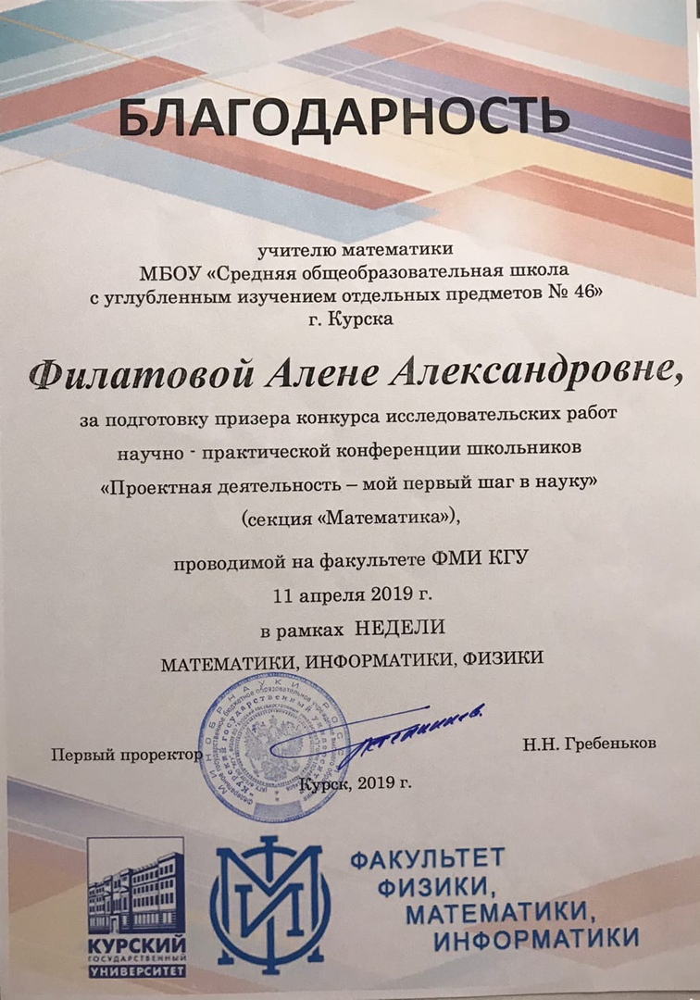 БЛАГОДАРНОСТЬ
учителю математики
МБОУ «Средняя общеобразовательная школа
с углубленным изучением отдельных предметов № 46»
г. Курска
Филатовой Алене Александровне,
за подготовку призера конкурса исследовательских работ
научно - практической конференции школьников
«Проектная деятельность – мой первый шаг в науку»
(секция «Математика»),
проводимой на факультете ФМИ КГУ
11 апреля 2019 г.
в рамках НЕДЕЛИ
МАТЕМАТИКИ, ИНФОРМАТИКИ, ФИЗИКИ
Первый проректор
Н.Н. Гребеньков
Курск, 2019 г.
КУРСКИЙ
ГОСУДАРСТВЕННЫЙ
УНИВЕРСИТЕТ
ФАКУЛЬТЕТ
ФИЗИКИ,
МАТЕМАТИКИ,
ИНФОРМАТИКИ